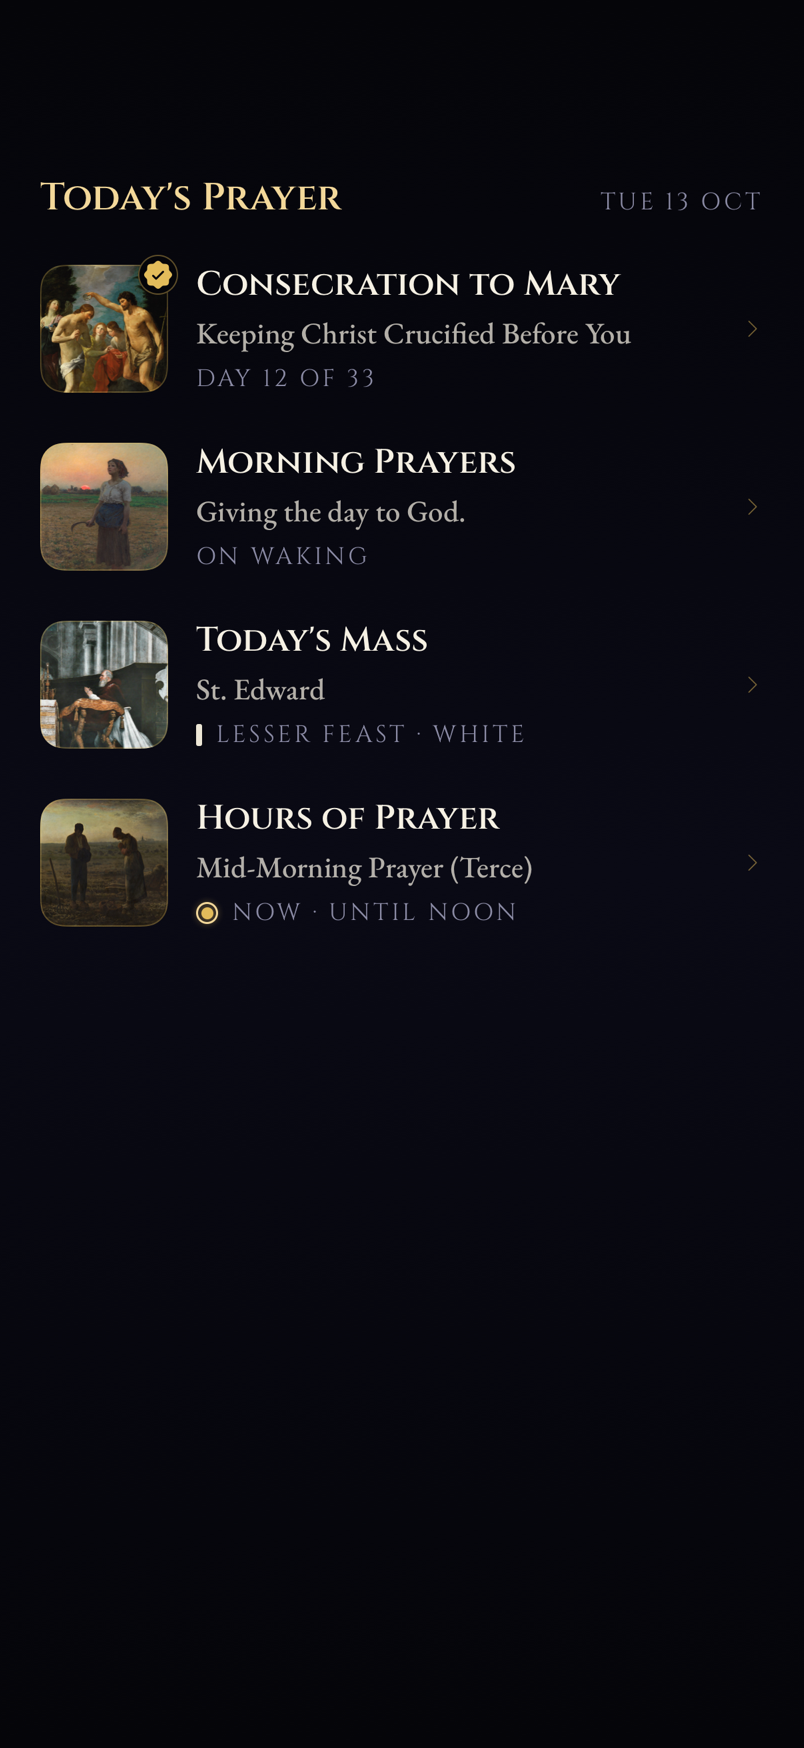 Today's Prayer
TUE 13 OCT
Consecration to Mary
Keeping Christ Crucified Before You
DAY 12 OF 33
Morning Prayers
Giving the day to God.
ON WAKING
Today's Mass
St. Edward
LESSER FEAST · WHITE
Hours of Prayer
Mid-Morning Prayer (Terce)
NOW · UNTIL NOON